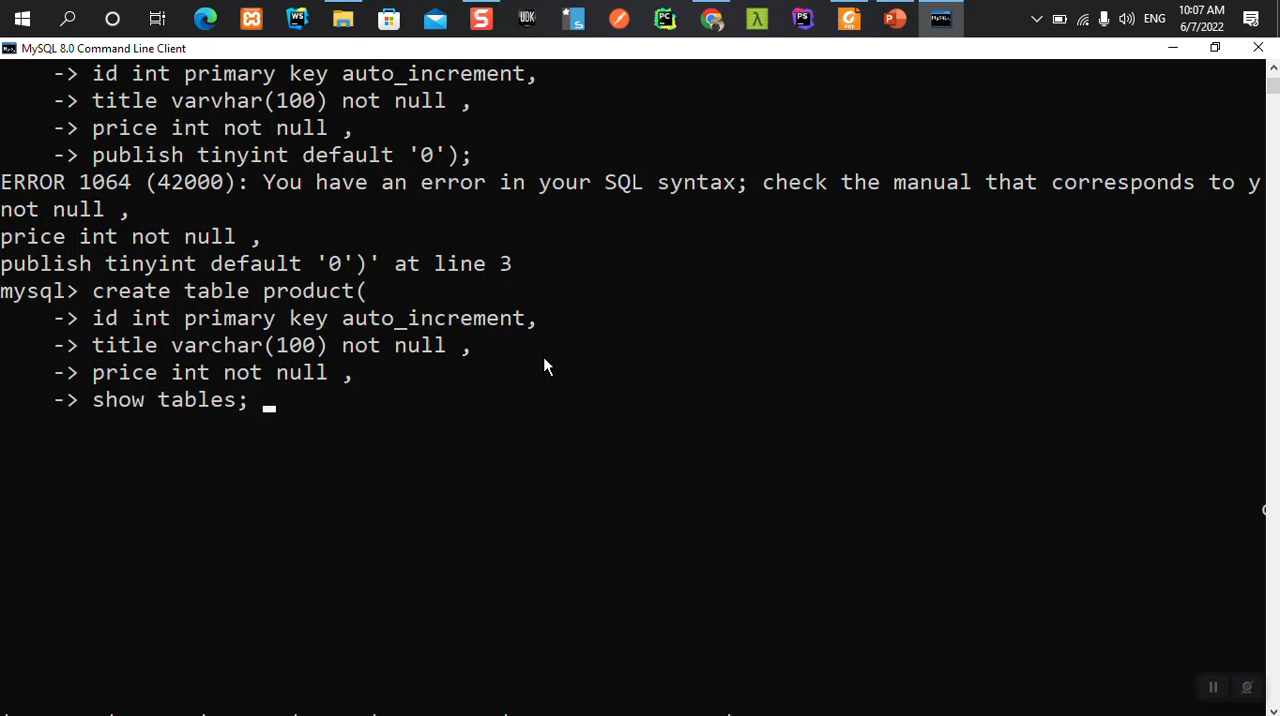 10:07 AM
ENG
6/7/2022
MySQL 8.0 Command Line Client
-> id int primary key auto_increment,
-> title varvhar(100) not null ,
-> price int not null ,
-> publish tinyint default '0');
ERROR 1064 (42000): You have an error in your SQL syntax; check the manual that corresponds to y
not null ,
price int not null ,
publish tinyint default '0')' at line 3
mysql> create table product(
-> id int primary key auto_increment,
-> title varchar(100) not null ,
-> price int not null ,
-> show tables;